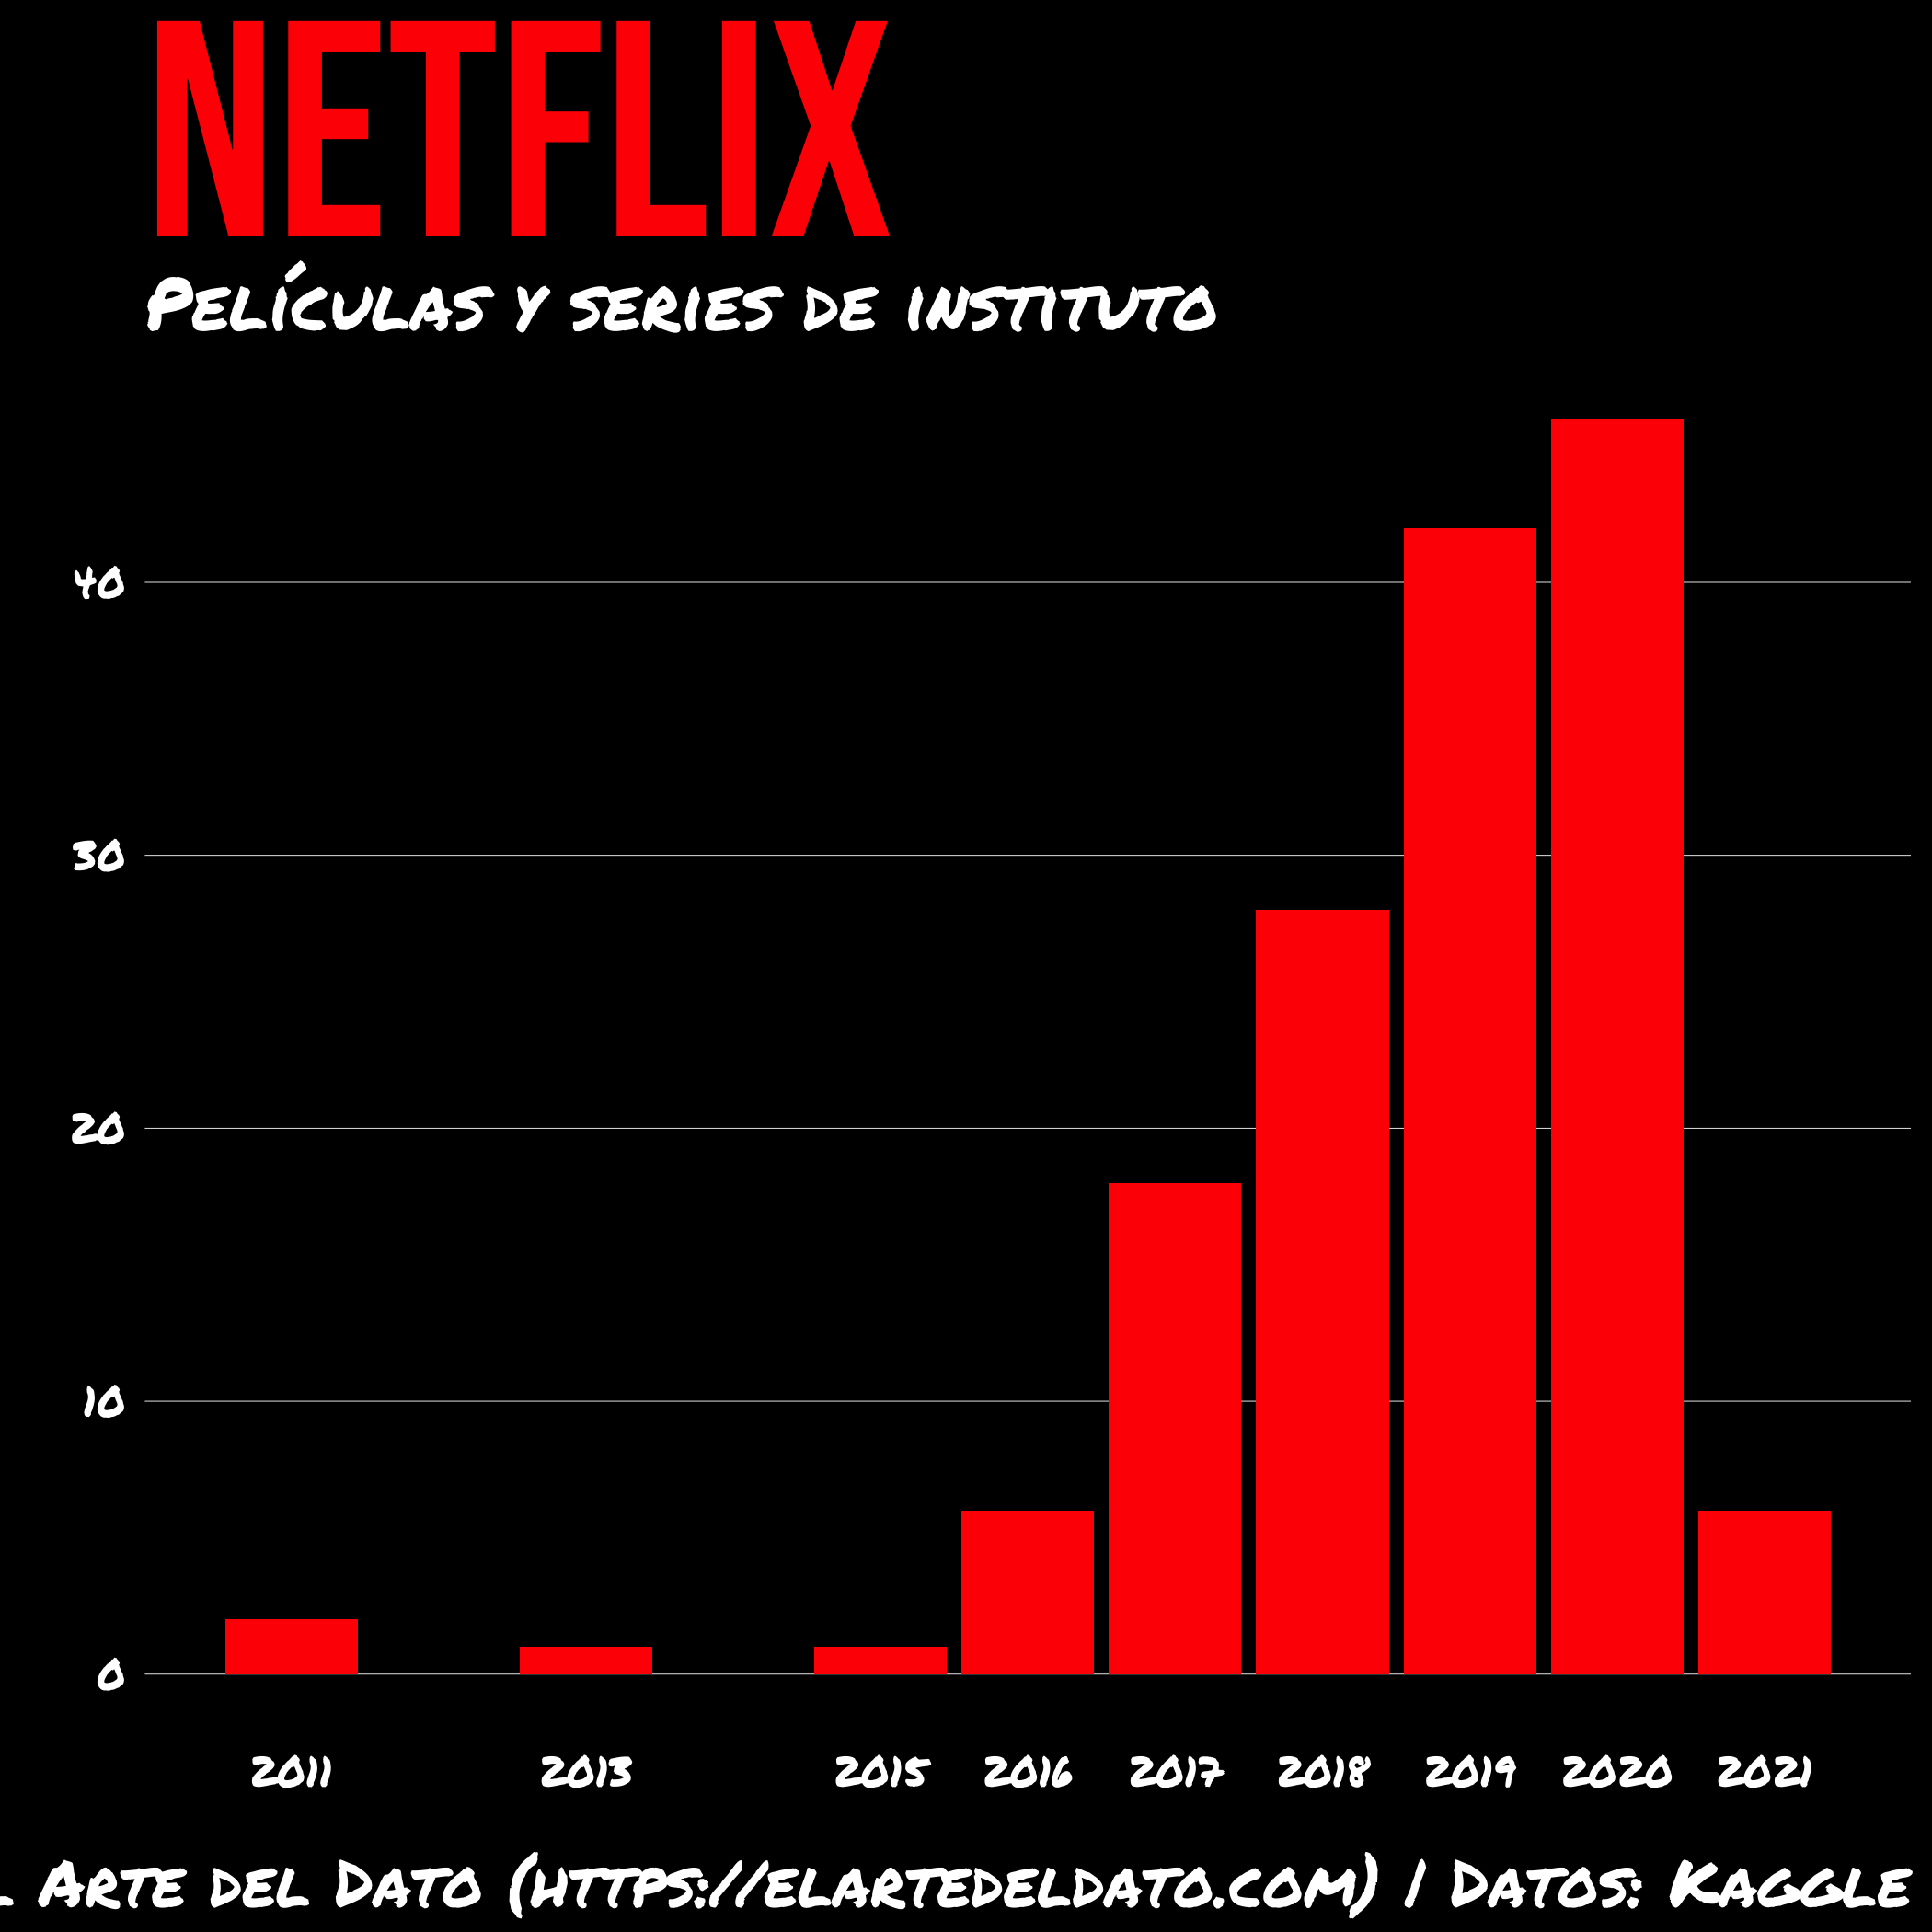 NETFLIX
PELÍCULAS Y SERIES DE INSTITUTO
40
30
20
10
0
2011 2013 2015 2016 2017 2018 2019 2020 2021
ARTE DEL DATO (HTTPS://ELARTEDELDATO.COM) / DATOS: KAGGLE